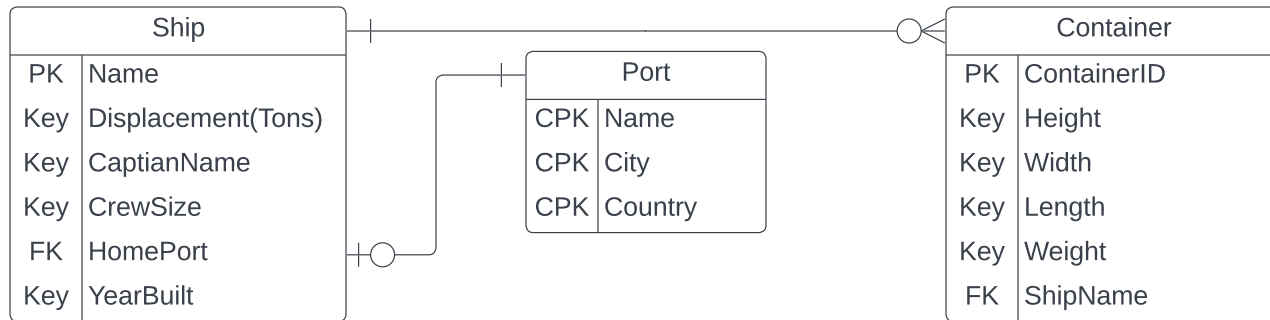 Ship
PK Name
Key Displacement(Tons)
Key CaptianName
Key CrewSize
FK HomePort
Key YearBuilt
Port
CPK Name
CPK City
CPK Country
Container
PK ContainerID
Key Height
Key Width
Key Length
Key Weight
FK ShipName